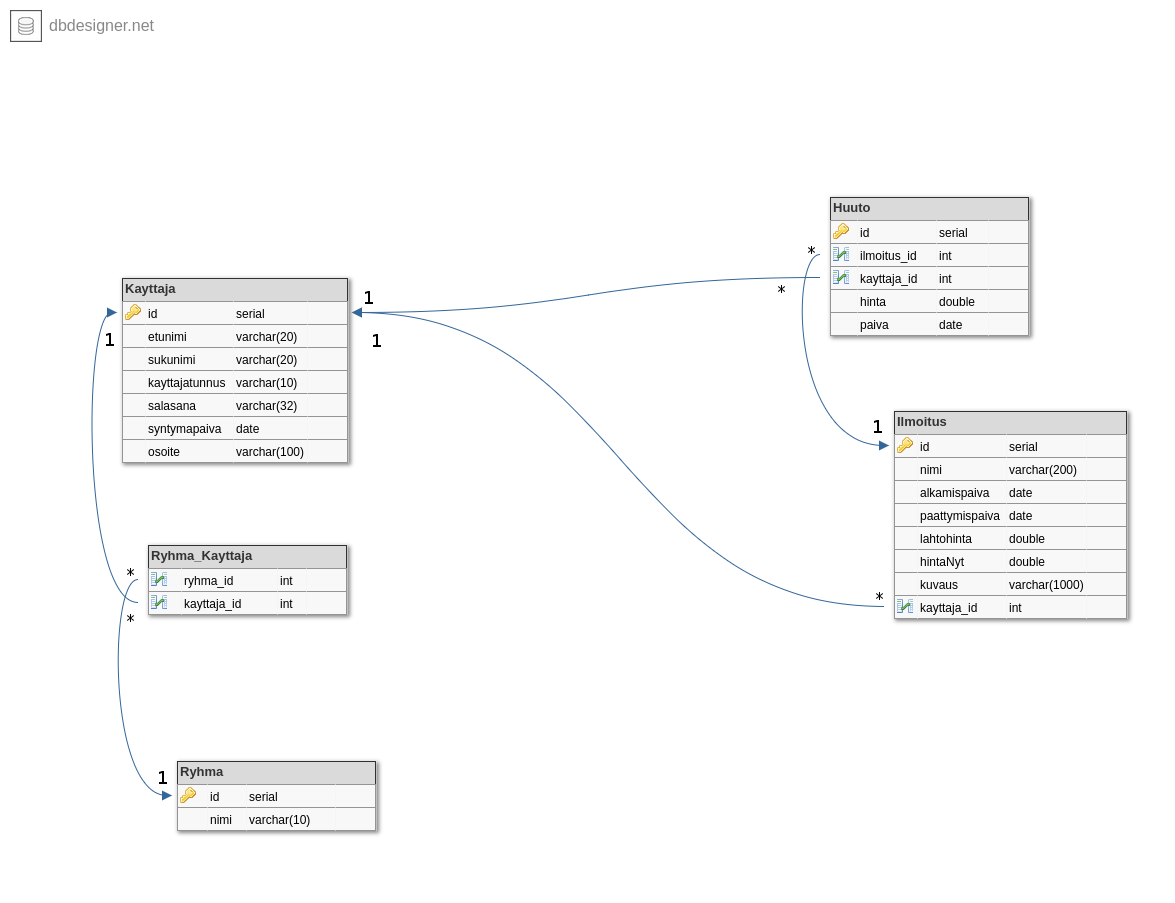 dbdesigner.net
Huuto
id serial
* ilmoitus_id int
kayttaja_id int
*
hinta double
paiva date
Kayttaja
1
id serial
1 etunimi varchar(20)
1
sukunimi varchar(20)
kayttajatunnus varchar(10)
salasana varchar(32)
syntymapaiva date
osoite varchar(100)
1 Ilmoitus
id serial
nimi varchar(200)
alkamispaiva date
paattymispaiva date
lahtohinta double
hintaNyt double
kuvaus varchar(1000)
* kayttaja_id int
Ryhma_Kayttaja
* ryhma_id int
kayttaja_id int
*
Ryhma
1
id serial
nimi varchar(10)